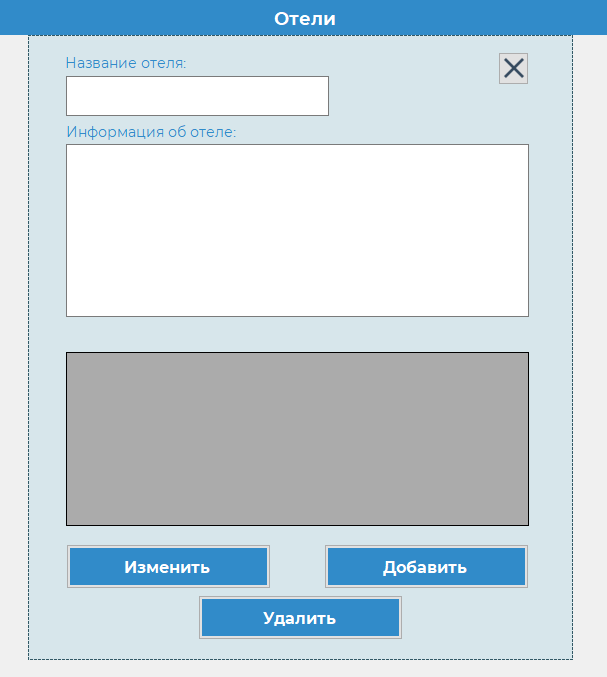 Отели
Название отеля:
Информация об отеле:
Изменить
Добавить
Удалить